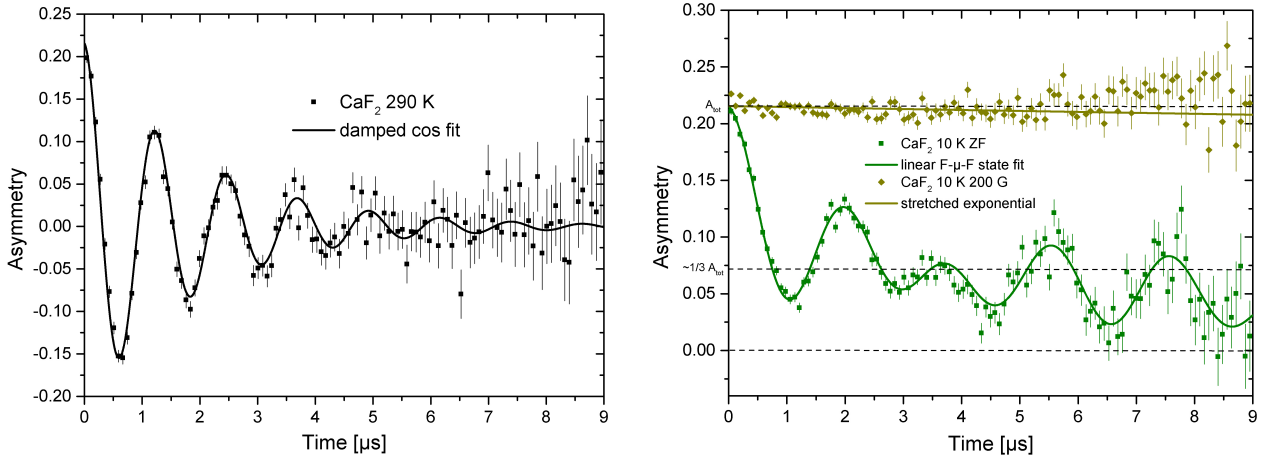 0.25
0.20
0.15
0.10
0.05
0.00
-0.05
-0.10
-0.15
-0.20
Asymmetry
CaF2 290 K
damped cos fit
0 1 2 3 4 5 6 7 8 9
Time [µs]
0.30
0.25
0.20
0.15
0.10
0.05
0.00
Asymmetry
Atot
~1/3 Atot
CaF2 10 K ZF
linear F-µ-F state fit
CaF2 10 K 200 G
stretched exponential
0 1 2 3 4 5 6 7 8 9
Time [µs]